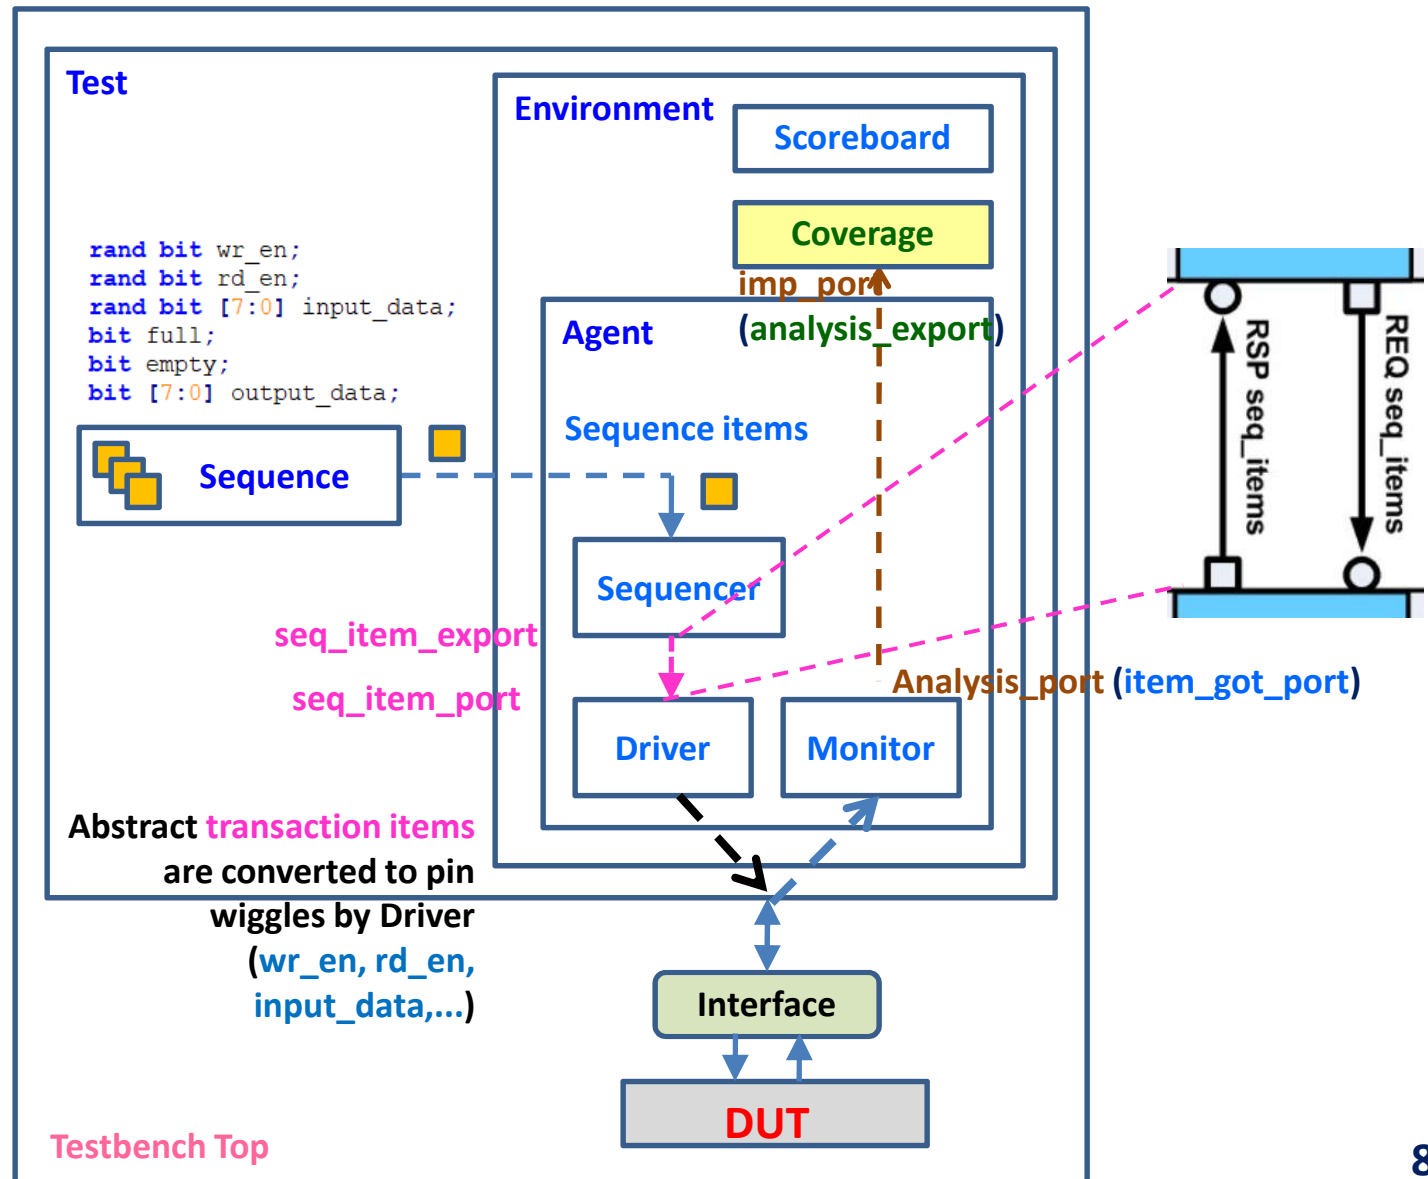 Test
Environment
Scoreboard
Coverage
rand bit wr_en;
rand bit rd_en;
rand bit [7:0] input_data;
bit full;
bit empty;
bit [7:0] output_data;
imp_port
(analysis_export)
Agent
RSP seq_items
REQ seq_items
Sequence items
Sequence
Sequencer
seq_item_export
seq_item_port
Analysis_port (item_got_port)
Driver
Monitor
Abstract transaction items
are converted to pin
wiggles by Driver
(wr_en, rd_en,
input_data,...)
Interface
DUT
Testbench Top
8